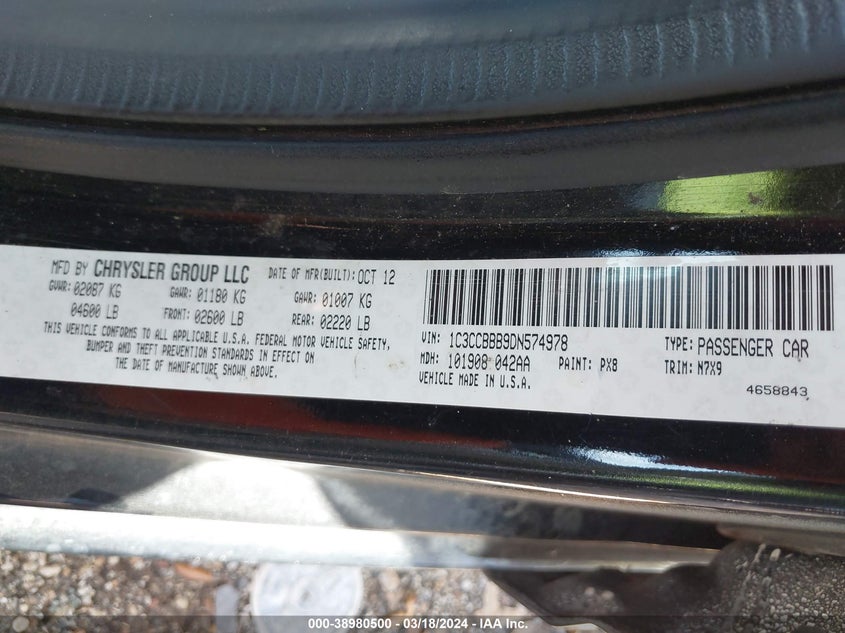 MFD BY CHRYSLER GROUP LLC DATE OF MFR(BUILT):OCT 12
GVWR: 02087 KG GAWR: 01180 KG GAWR: 01007 KG
04600 LB FRONT: 02600 LB REAR: 02220 LB
THIS VEHICLE CONFORMS TO ALL APPLICABLE U.S.A. FEDERAL MOTOR VEHICLE SAFETY,
BUMPER AND THEFT PREVENTION STANDARDS IN EFFECT ON
THE DATE OF MANUFACTURE SHOWN ABOVE.
VIN: 1C3CCBBB9DN574978 TYPE: PASSENGER CAR
MDH: 101908 042AA PAINT: PX8 TRIM: N7X9
VEHICLE MADE IN U.S.A.
4658843
000-38980500 - 03/18/2024 - IAA Corp.